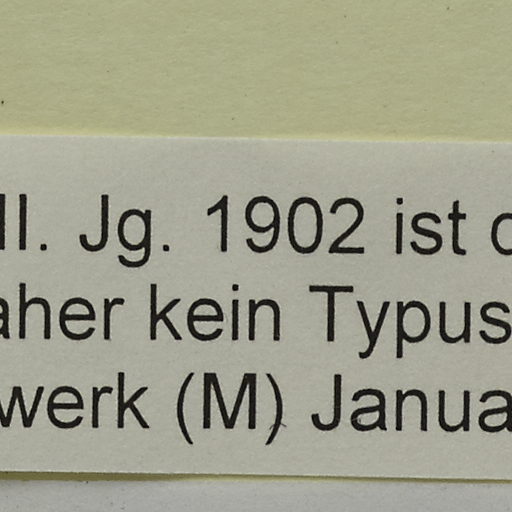 II. Jg. 1902 ist
aher kein Typus
werk (M) Janua